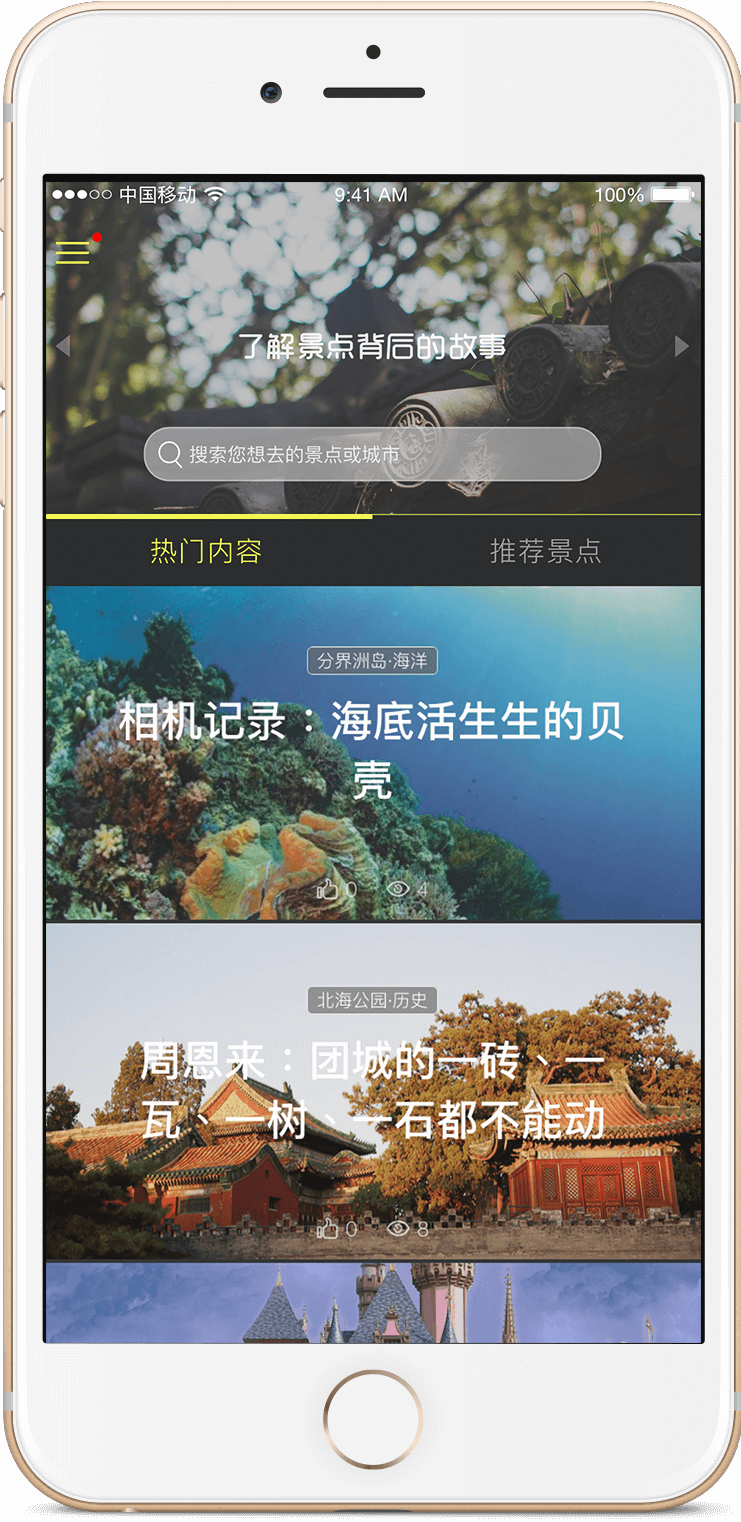 中国移动 9:41 AM 100%
了解景点背后的故事
搜索您想去的景点或城市
热门内容 推荐景点
分界洲岛·海洋
相机记录：海底活生生的贝
壳
0 4
北海公园·历史
周恩来：团城的一砖、一
瓦、一树、一石都不能动
0 8